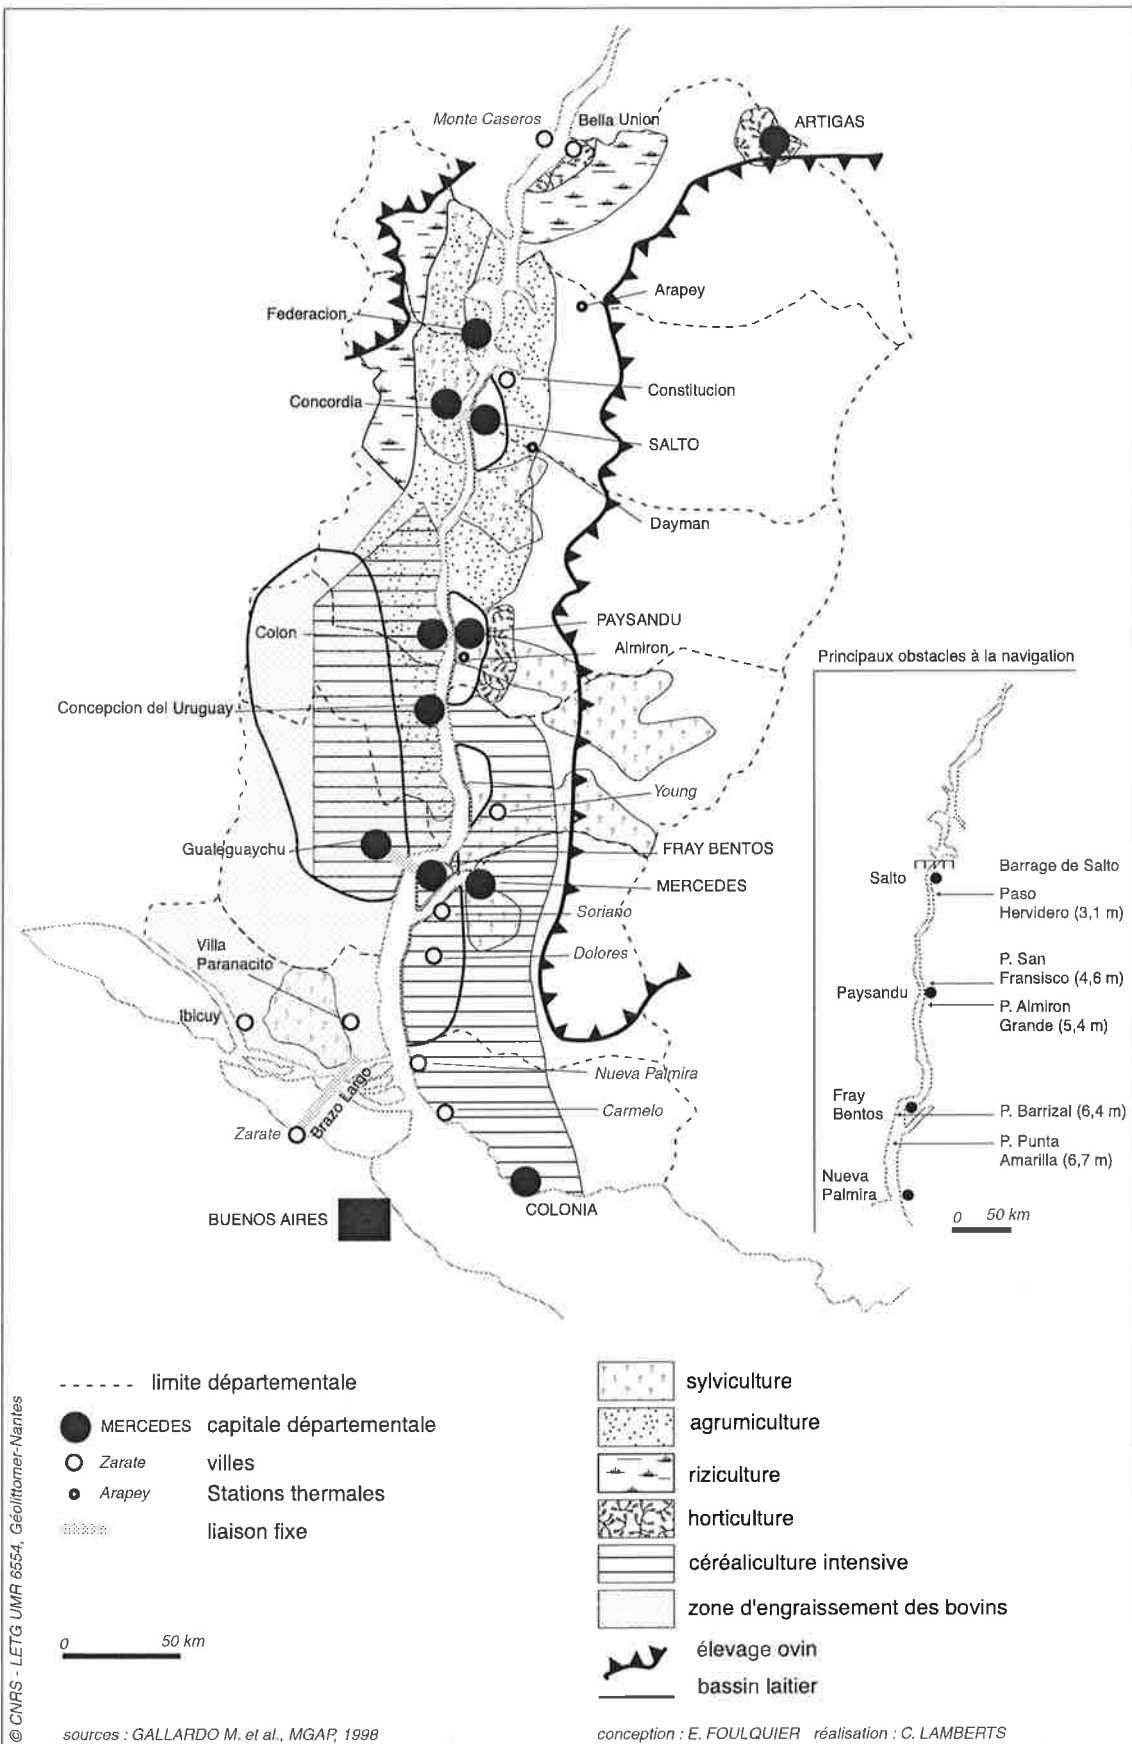 Monte Caseros
Bella Union
ARTIGAS
Arapey
Federacion
Constitucion
Concordia
SALTO
Dayman
PAYSANDU
Colon
Almiron
Concepcion del Uruguay
Young
Gualeguaychu
FRAY BENTOS
MERCEDES
Soriano
Villa
Paranacito
Dolores
Ibicuy
Nueva Palmira
Brazo Largo
Carmelo
Zarate
BUENOS AIRES
COLONIA
Principaux obstacles à la navigation
Salto
Barrage de Salto
Paso
Hervidero (3,1 m)
P. San
Fransisco (4,6 m)
Paysandu
P. Almiron
Grande (5,4 m)
Fray
Bentos
P. Barrizal (6,4 m)
P. Punta
Amarilla (6,7 m)
Nueva
Palmira
0 50 km
limite départementale
MERCEDES capitale départementale
Zarate villes
Arapey Stations thermales
liaison fixe
sylviculture
agrumiculture
riziculture
horticulture
céréaliculture intensive
zone d'engraissement des bovins
élevage ovin
bassin laitier
0 50 km
© CNRS - LETG UMR 6554, Géolittomer-Nantes
sources : GALLARDO M. et al., MGAP, 1998
conception : E. FOULQUIER réalisation : C. LAMBERTS